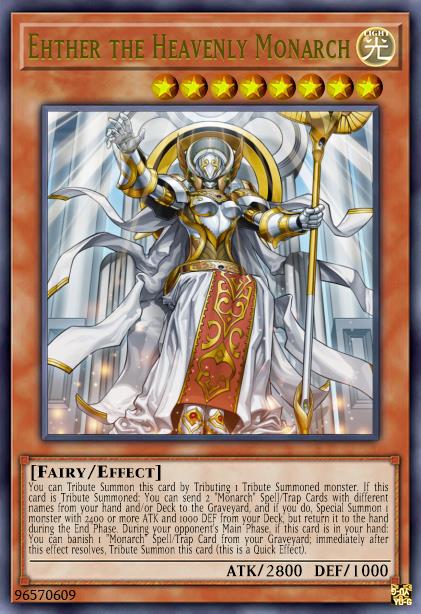 Ehther the Heavenly Monarch
LIGHT
光
[Fairy/Effect]
You can Tribute Summon this card by Tributing 1 Tribute Summoned monster. If this
card is Tribute Summoned: You can send 2 "Monarch" Spell/Trap Cards with different
names from your hand and/or Deck to the Graveyard, and if you do, Special Summon 1
monster with 2400 or more ATK and 1000 DEF from your Deck, but return it to the hand
during the End Phase. During your opponent's Main Phase, if this card is in your hand:
You can banish 1 "Monarch" Spell/Trap Card from your Graveyard; immediately after
this effect resolves, Tribute Summon this card (this is a Quick Effect).
ATK/2800 DEF/1000
96570609